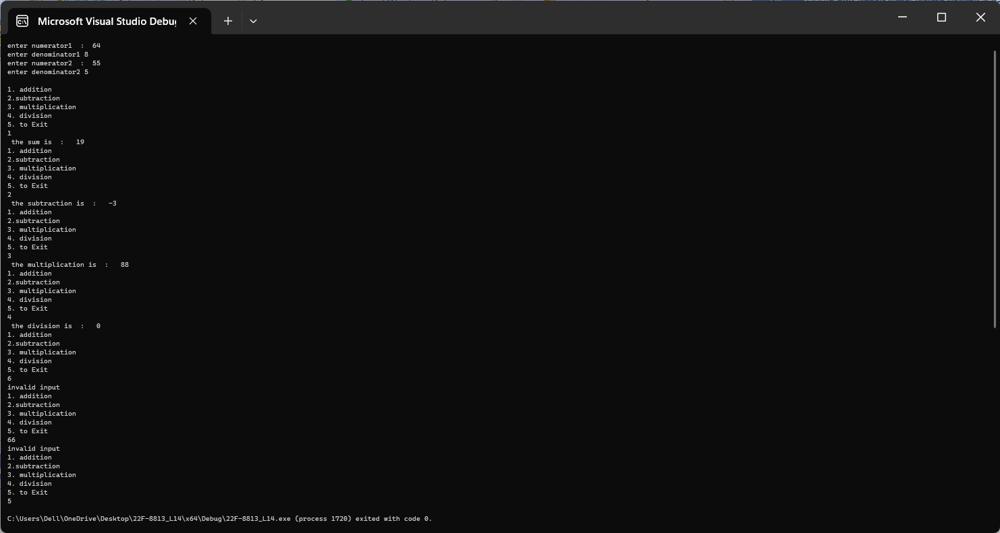 Microsoft Visual Studio Debug
enter numerator1  :  64
enter denominator1 8
enter numerator2  :  55
enter denominator2 5

1. addition
2.subtraction
3. multiplication
4. division
5. to Exit
1
 the sum is  :   19
1. addition
2.subtraction
3. multiplication
4. division
5. to Exit
2
 the subtraction is  :   -3
1. addition
2.subtraction
3. multiplication
4. division
5. to Exit
3
 the multiplication is  :   88
1. addition
2.subtraction
3. multiplication
4. division
5. to Exit
4
 the division is  :   0
1. addition
2.subtraction
3. multiplication
4. division
5. to Exit
6
invalid input
1. addition
2.subtraction
3. multiplication
4. division
5. to Exit
66
invalid input
1. addition
2.subtraction
3. multiplication
4. division
5. to Exit
5

C:\Users\Dell\OneDrive\Desktop\22F-8813_L14\x64\Debug\22F-8813_L14.exe (process 1720) exited with code 0.